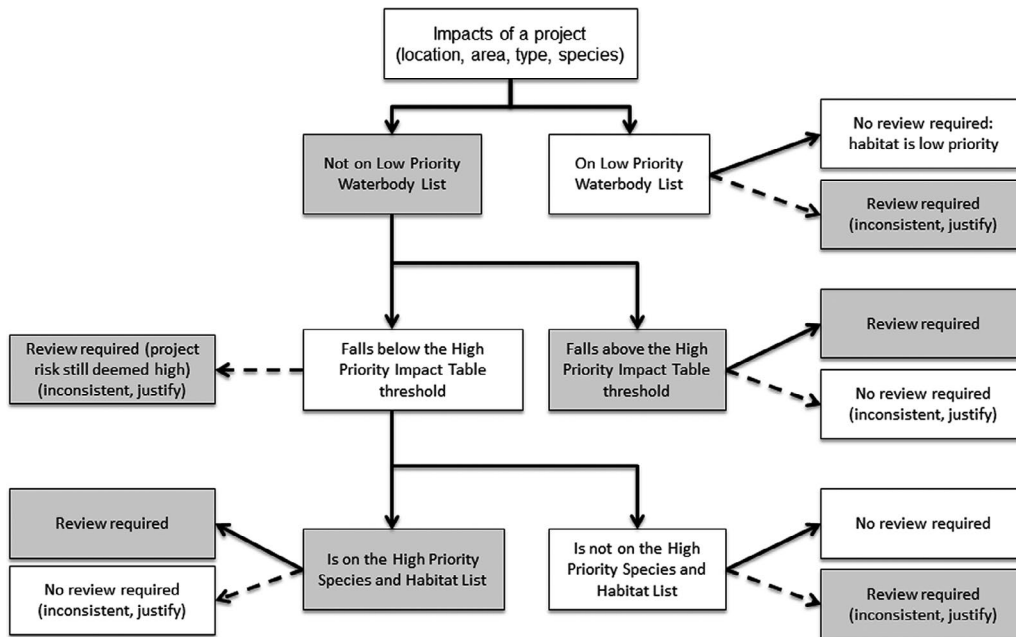 Impacts of a project
(location, area, type, species)
Not on Low Priority
Waterbody List
On Low Priority
Waterbody List
No review required:
habitat is low priority
Review required
(inconsistent, justify)
Review required (project
risk still deemed high)
(inconsistent, justify)
Falls below the High
Priority Impact Table
threshold
Falls above the High
Priority Impact Table
threshold
Review required
No review required
(inconsistent, justify)
Review required
No review required
(inconsistent, justify)
Is on the High Priority
Species and Habitat List
Is not on the High
Priority Species and
Habitat List
No review required
Review required
(inconsistent, justify)